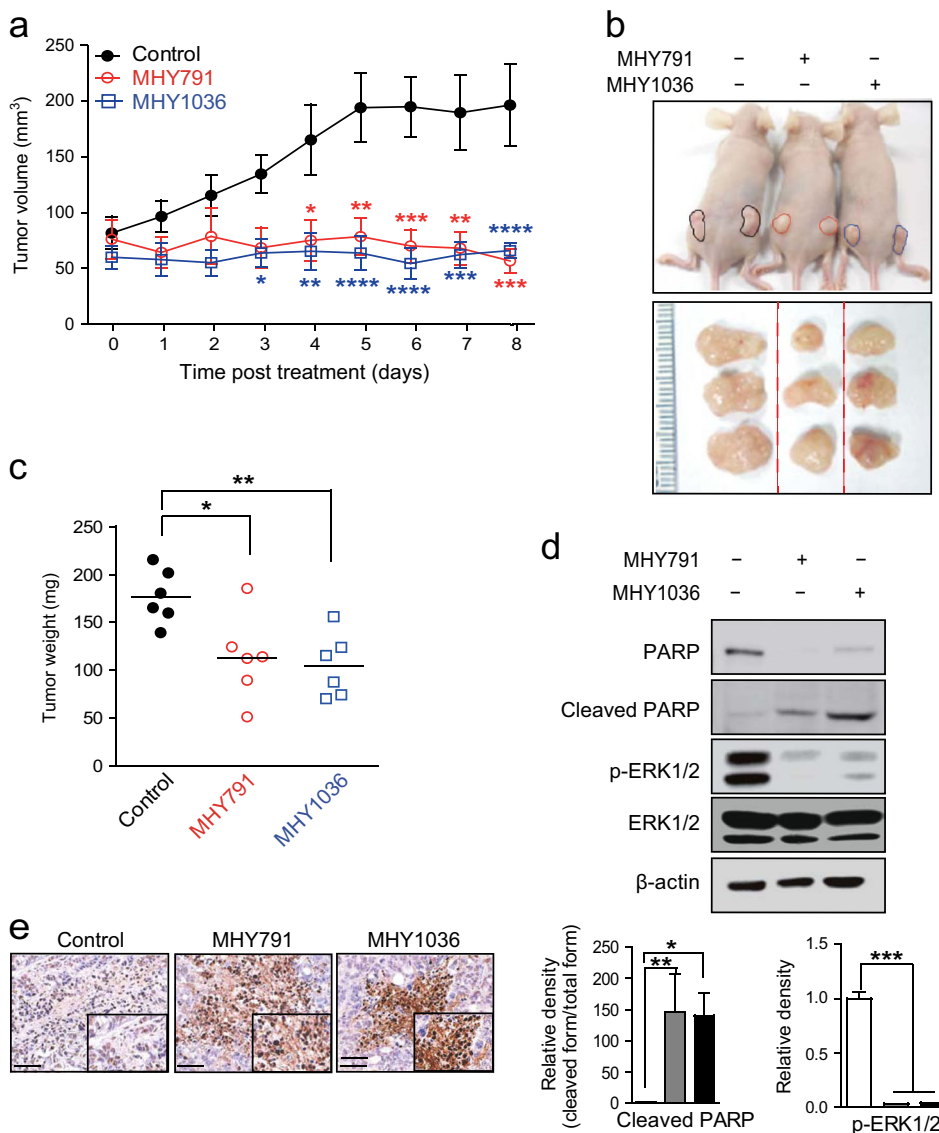 a
250
200
150
100
50
0
Tumor volume (mm³)
Control
MHY791
MHY1036
* ** *** ** ****
* ** **** **** *** ***
0 1 2 3 4 5 6 7 8
Time post treatment (days)
b
MHY791 – + –
MHY1036 – – +
c
**
*
250
200
150
100
50
0
Tumor weight (mg)
Control
MHY791
MHY1036
d
MHY791 – + –
MHY1036 – – +
PARP
Cleaved PARP
p-ERK1/2
ERK1/2
β-actin
250
200
150
100
50
0
Relative density
(cleaved form/total form)
*
**
Cleaved PARP
1.5
1.0
0.5
0.0
Relative density
***
p-ERK1/2
e
Control MHY791 MHY1036